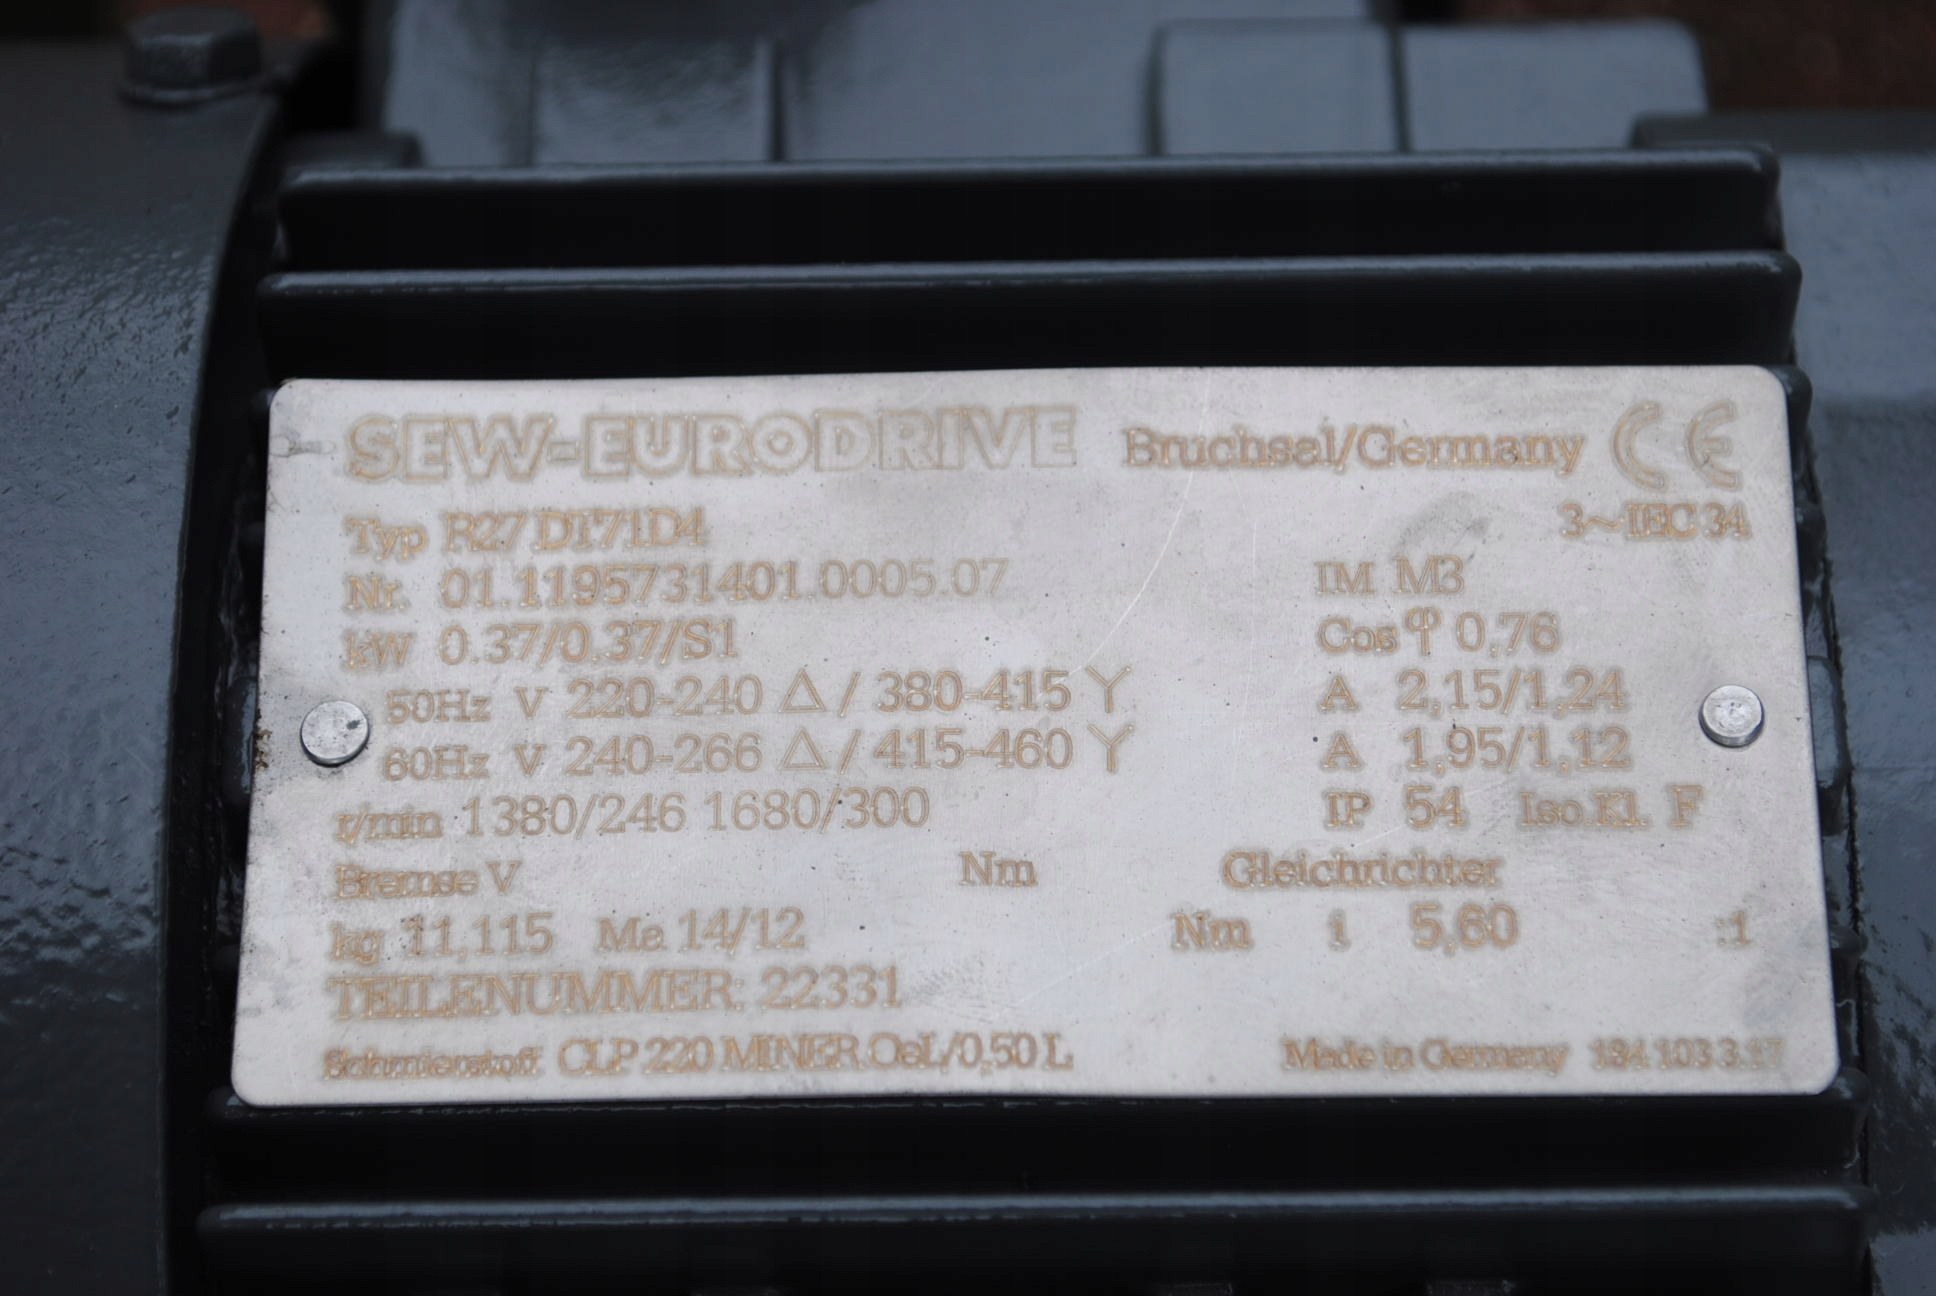 SEW-EURODRIVE Bruchsal/Germany CE
Typ R27 DT71D4 3~IEC 34
Nr. 01.1195731401.0005.07 IM M3
kW 0.37/0.37/S1 Cos φ 0,76
50Hz V 220-240 Δ / 380-415 Y A 2,15/1,24
60Hz V 240-266 Δ / 415-460 Y A 1,95/1,12
r/min 1380/246 1680/300 IP 54 Iso.Kl. F
Bremse V Nm Gleichrichter
kg 11,115 Ma 14/12 Nm i 5,60 :1
TEILENUMMER: 22331
Schmierstoff: CLP 220 MINER.OeL/0,50 L Made in Germany 184 103 3.17